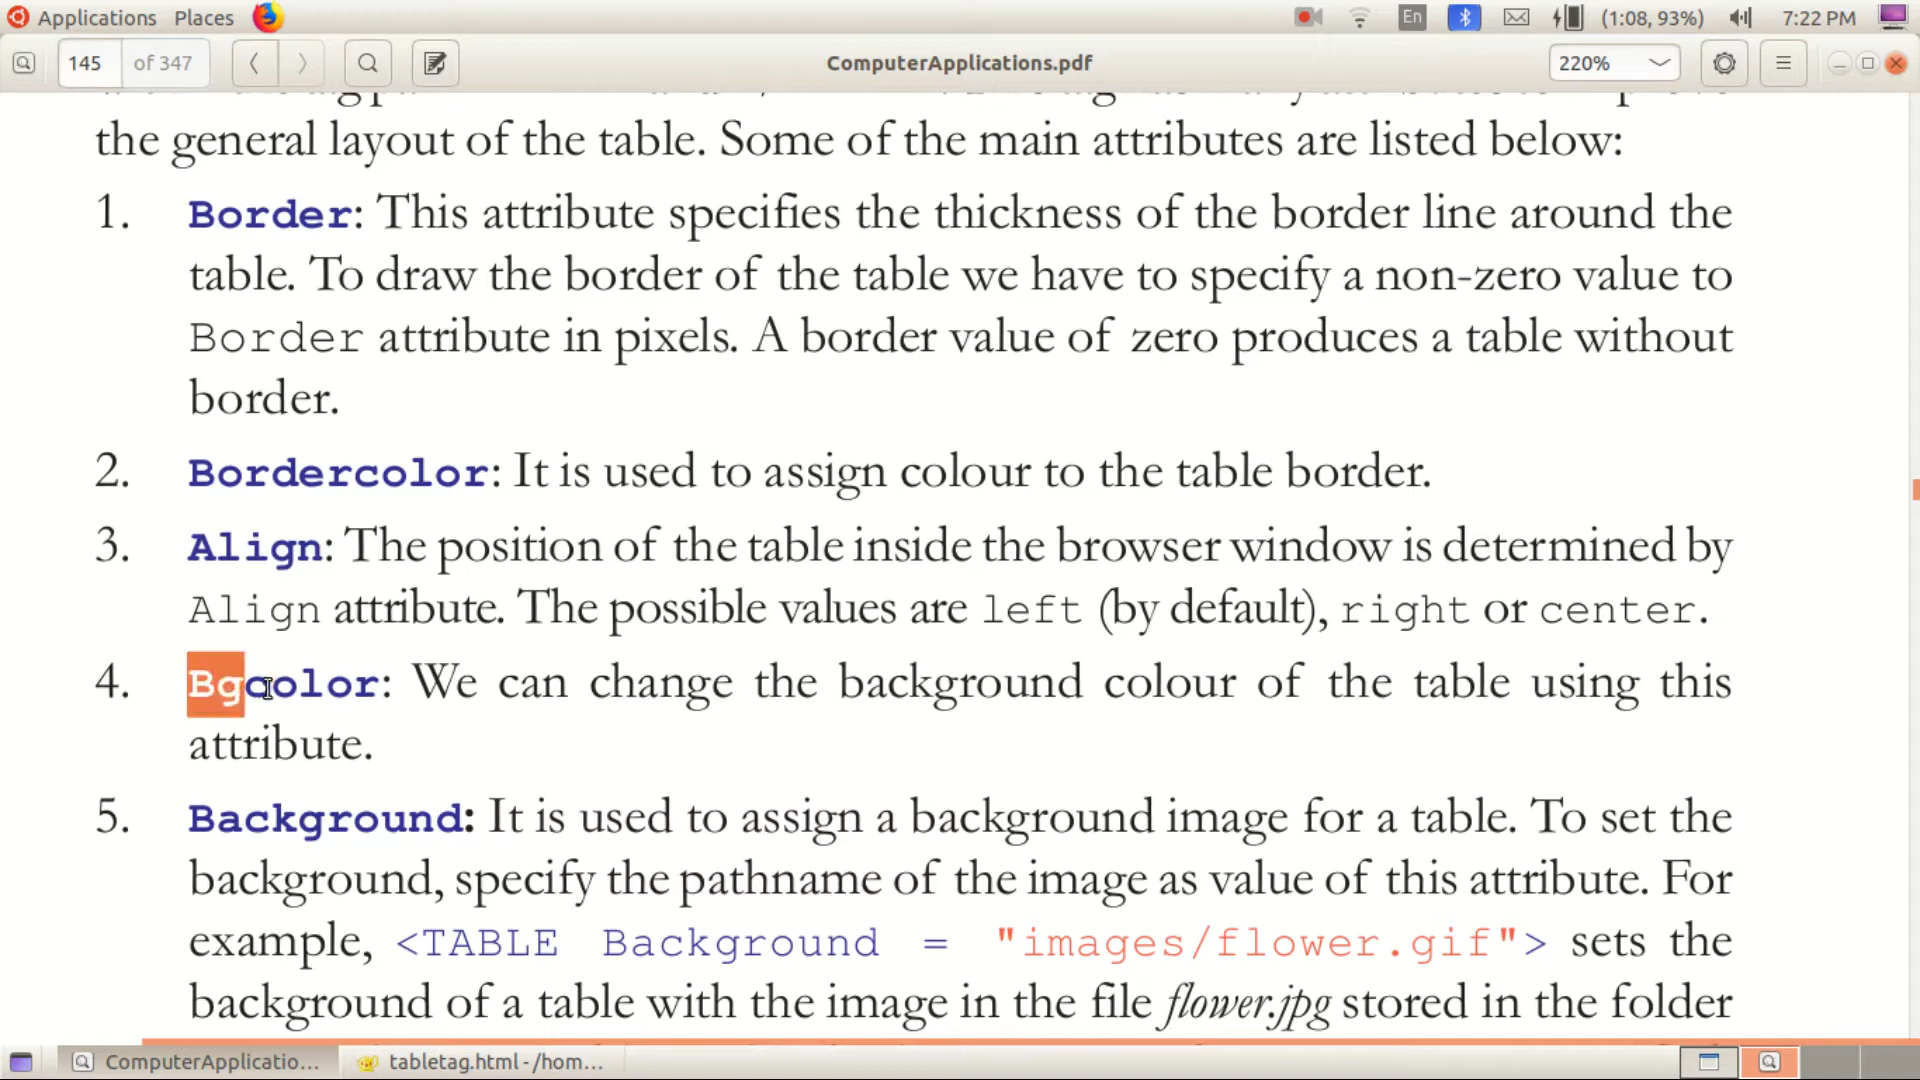 Applications Places En (1:08, 93%) 7:22 PM
145 of 347 ComputerApplications.pdf 220%
the general layout of the table. Some of the main attributes are listed below:
1. Border: This attribute specifies the thickness of the border line around the
table. To draw the border of the table we have to specify a non-zero value to
Border attribute in pixels. A border value of zero produces a table without
border.
2. Bordercolor: It is used to assign colour to the table border.
3. Align: The position of the table inside the browser window is determined by
Align attribute. The possible values are left (by default), right or center.
4. Bgcolor: We can change the background colour of the table using this
attribute.
5. Background: It is used to assign a background image for a table. To set the
background, specify the pathname of the image as value of this attribute. For
example, <TABLE Background = "images/flower.gif"> sets the
background of a table with the image in the file flower.jpg stored in the folder
ComputerApplicatio... tabletag.html - /hom...